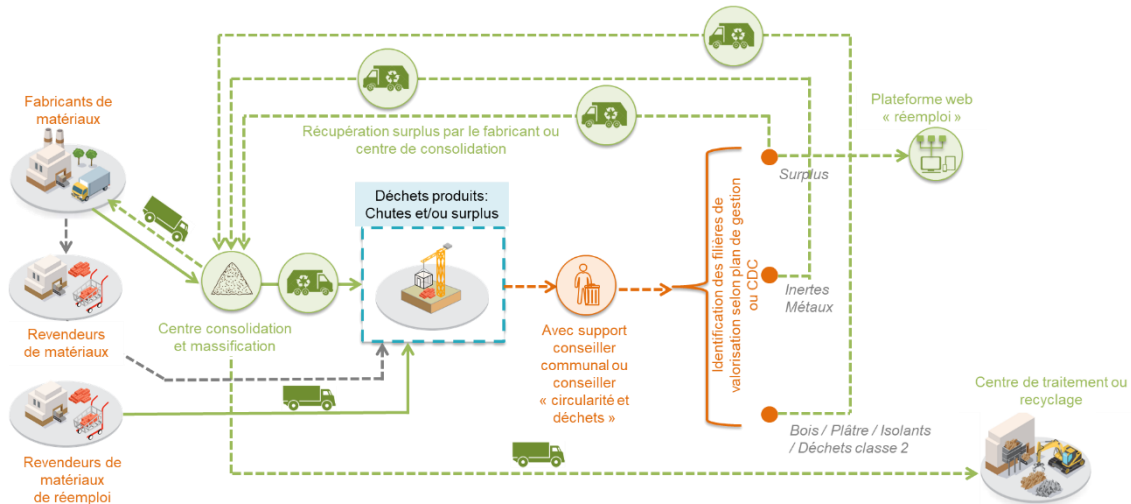 Fabricants de
matériaux
Récupération surplus par le fabricant ou
centre de consolidation
Plateforme web
« réemploi »
Déchets produits:
Chutes et/ou surplus
Identification des filières de
valorisation selon plan de gestion
ou CDC
Surplus
Inertes
Métaux
Revendeurs
de matériaux
Centre consolidation
et massification
Avec support
conseiller
communal ou
conseiller
« circularité et
déchets »
Bois / Plâtre / Isolants
/ Déchets classe 2
Centre de traitement ou
recyclage
Revendeurs de
matériaux
de réemploi